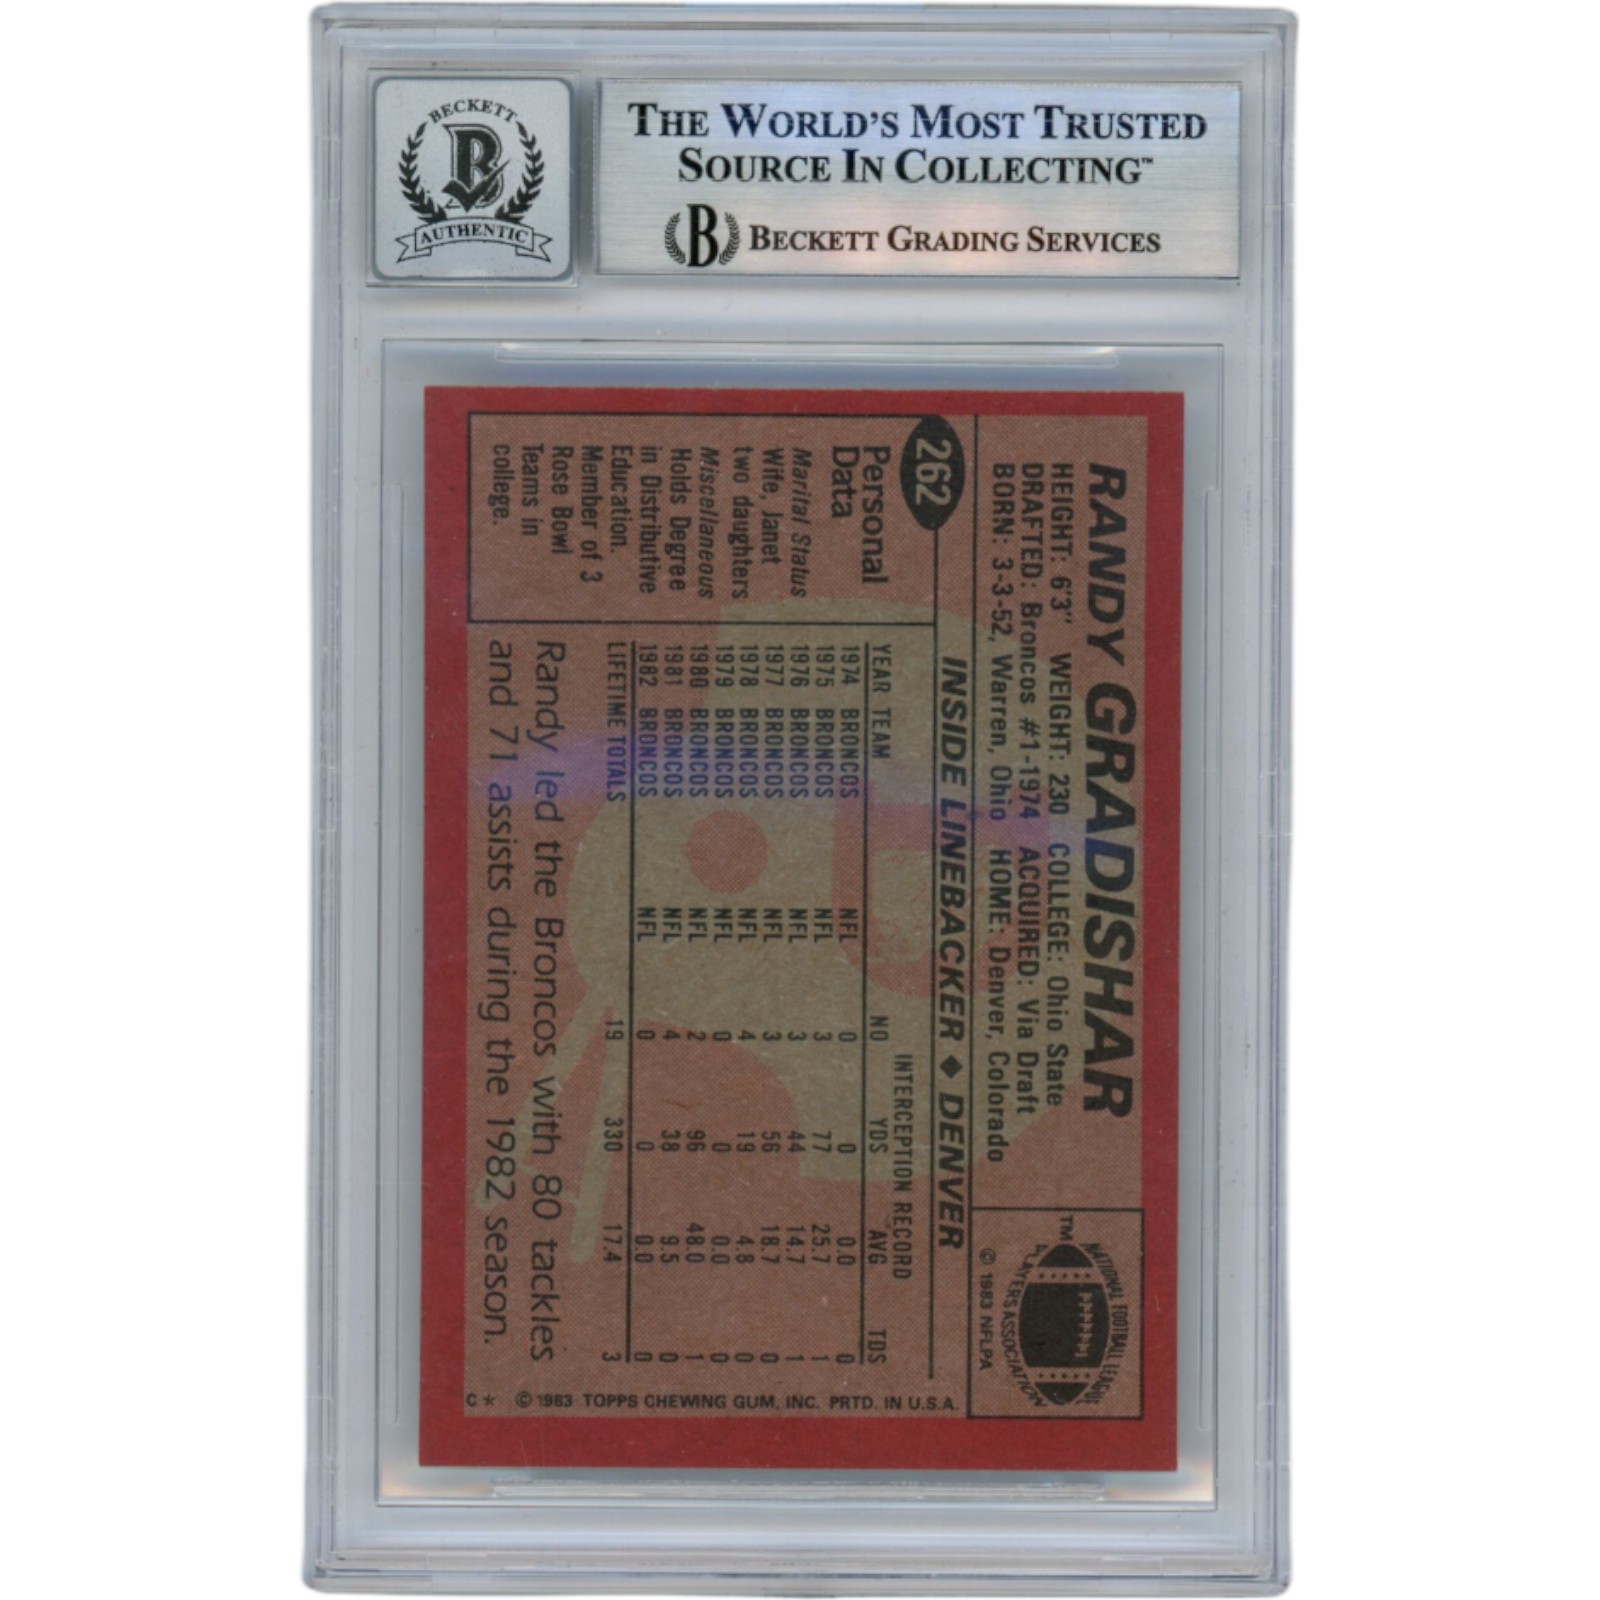 BECKETT
B
AUTHENTIC
THE WORLD'S MOST TRUSTED
SOURCE IN COLLECTING™
B BECKETT GRADING SERVICES
RANDY GRADISHAR
HEIGHT: 6'3" WEIGHT: 230 COLLEGE: Ohio State
DRAFTED: Broncos #1-1974 ACQUIRED: Via Draft
BORN: 3-3-52, Warren, Ohio HOME: Denver, Colorado
NATIONAL FOOTBALL LEAGUE
PLAYERS ASSOCIATION
TM
© 1983 NFLPA
262
INSIDE LINEBACKER ◆ DENVER
Personal
Data
Marital Status
Wife, Janet
two daughters
Miscellaneous
Holds Degree
in Distributive
Education.
Member of 3
Rose Bowl
Teams in
college.
INTERCEPTION RECORD
YEAR TEAM NO YDS AVG TDS
1974 BRONCOS NFL 0 0 0.0 0
1975 BRONCOS NFL 3 77 25.7 1
1976 BRONCOS NFL 3 44 14.7 1
1977 BRONCOS NFL 3 56 18.7 0
1978 BRONCOS NFL 4 19 4.8 0
1979 BRONCOS NFL 0 0 0.0 0
1980 BRONCOS NFL 2 96 48.0 1
1981 BRONCOS NFL 4 38 9.5 0
1982 BRONCOS NFL 0 0 0.0 0
LIFETIME TOTALS 19 330 17.4 3
Randy led the Broncos with 80 tackles
and 71 assists during the 1982 season.
C* © 1983 TOPPS CHEWING GUM, INC. PRTD. IN U.S.A.